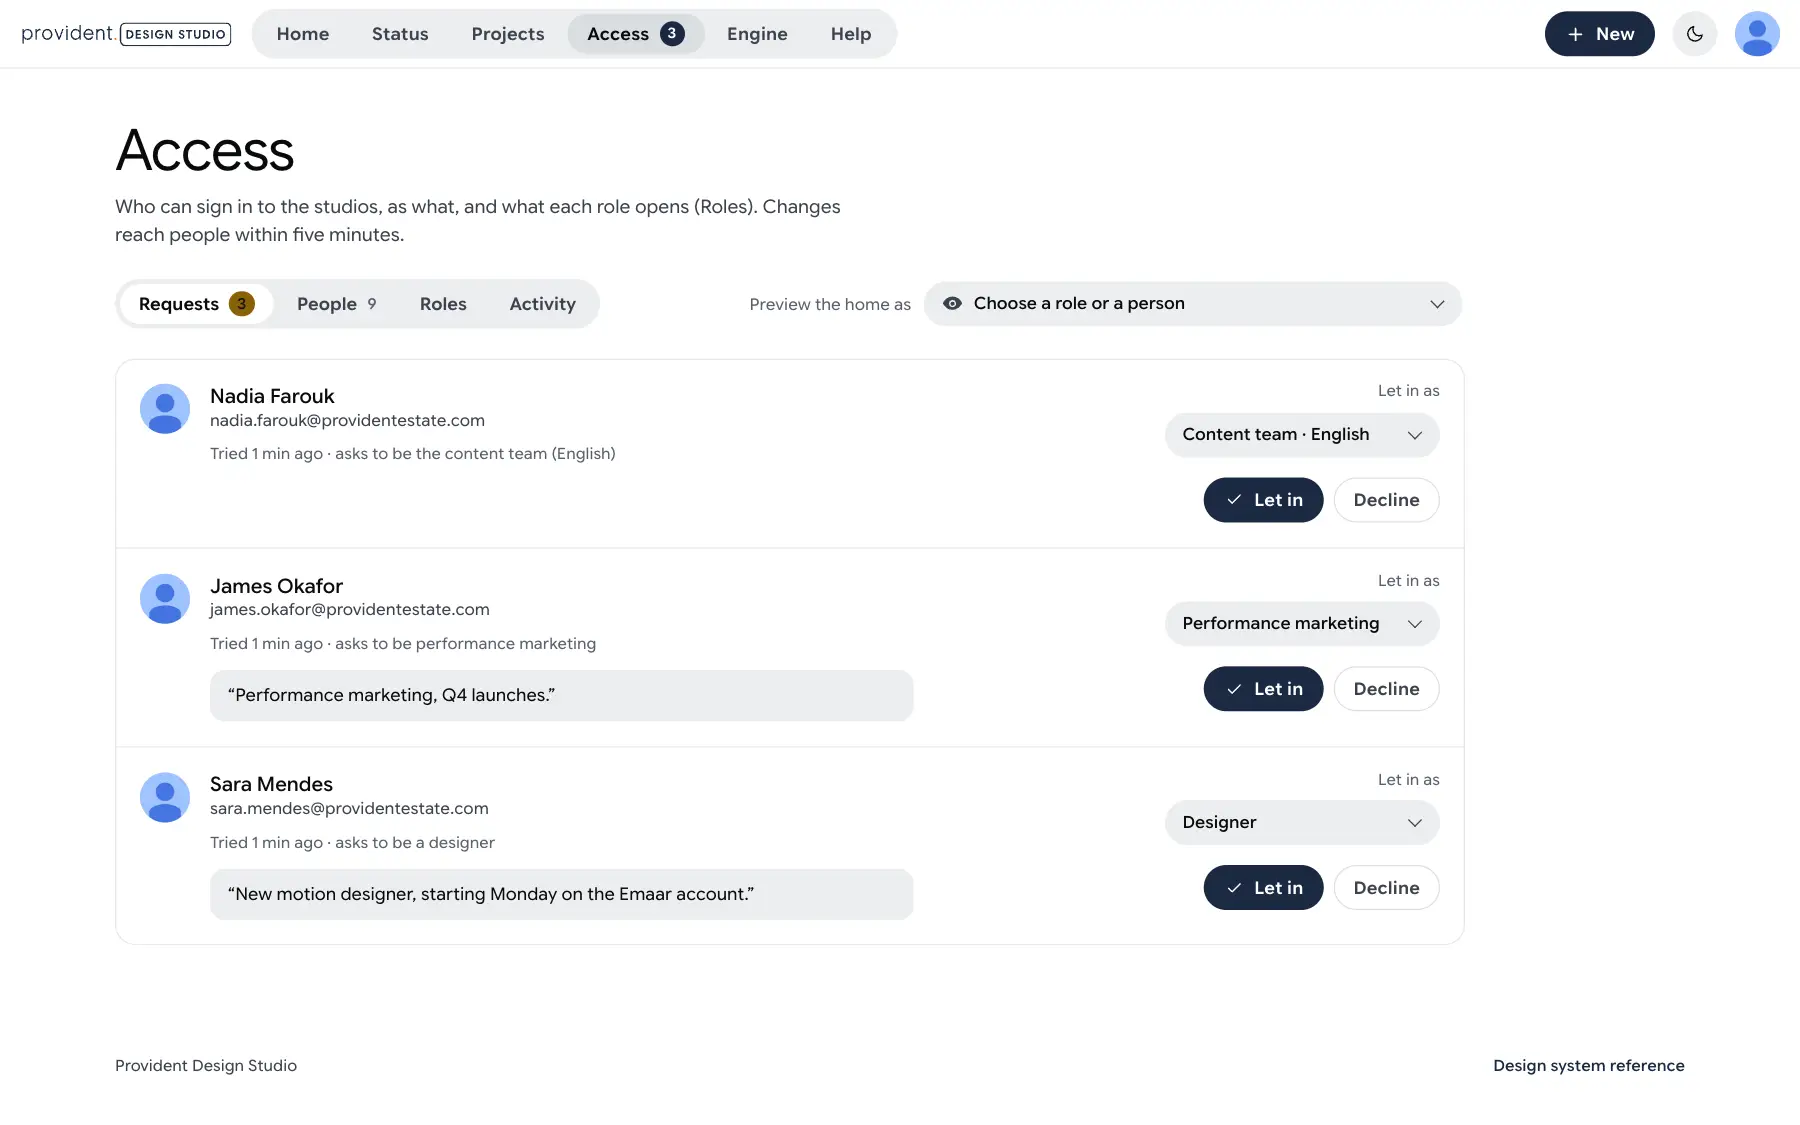 provident. DESIGN STUDIO
Home Status Projects Access 3 Engine Help
+ New
Access
Who can sign in to the studios, as what, and what each role opens (Roles). Changes
reach people within five minutes.
Requests 3 People 9 Roles Activity
Preview the home as Choose a role or a person
Nadia Farouk
nadia.farouk@providentestate.com
Tried 1 min ago · asks to be the content team (English)
Let in as
Content team · English
Let in Decline
James Okafor
james.okafor@providentestate.com
Tried 1 min ago · asks to be performance marketing
“Performance marketing, Q4 launches.”
Let in as
Performance marketing
Let in Decline
Sara Mendes
sara.mendes@providentestate.com
Tried 1 min ago · asks to be a designer
“New motion designer, starting Monday on the Emaar account.”
Let in as
Designer
Let in Decline
Provident Design Studio
Design system reference